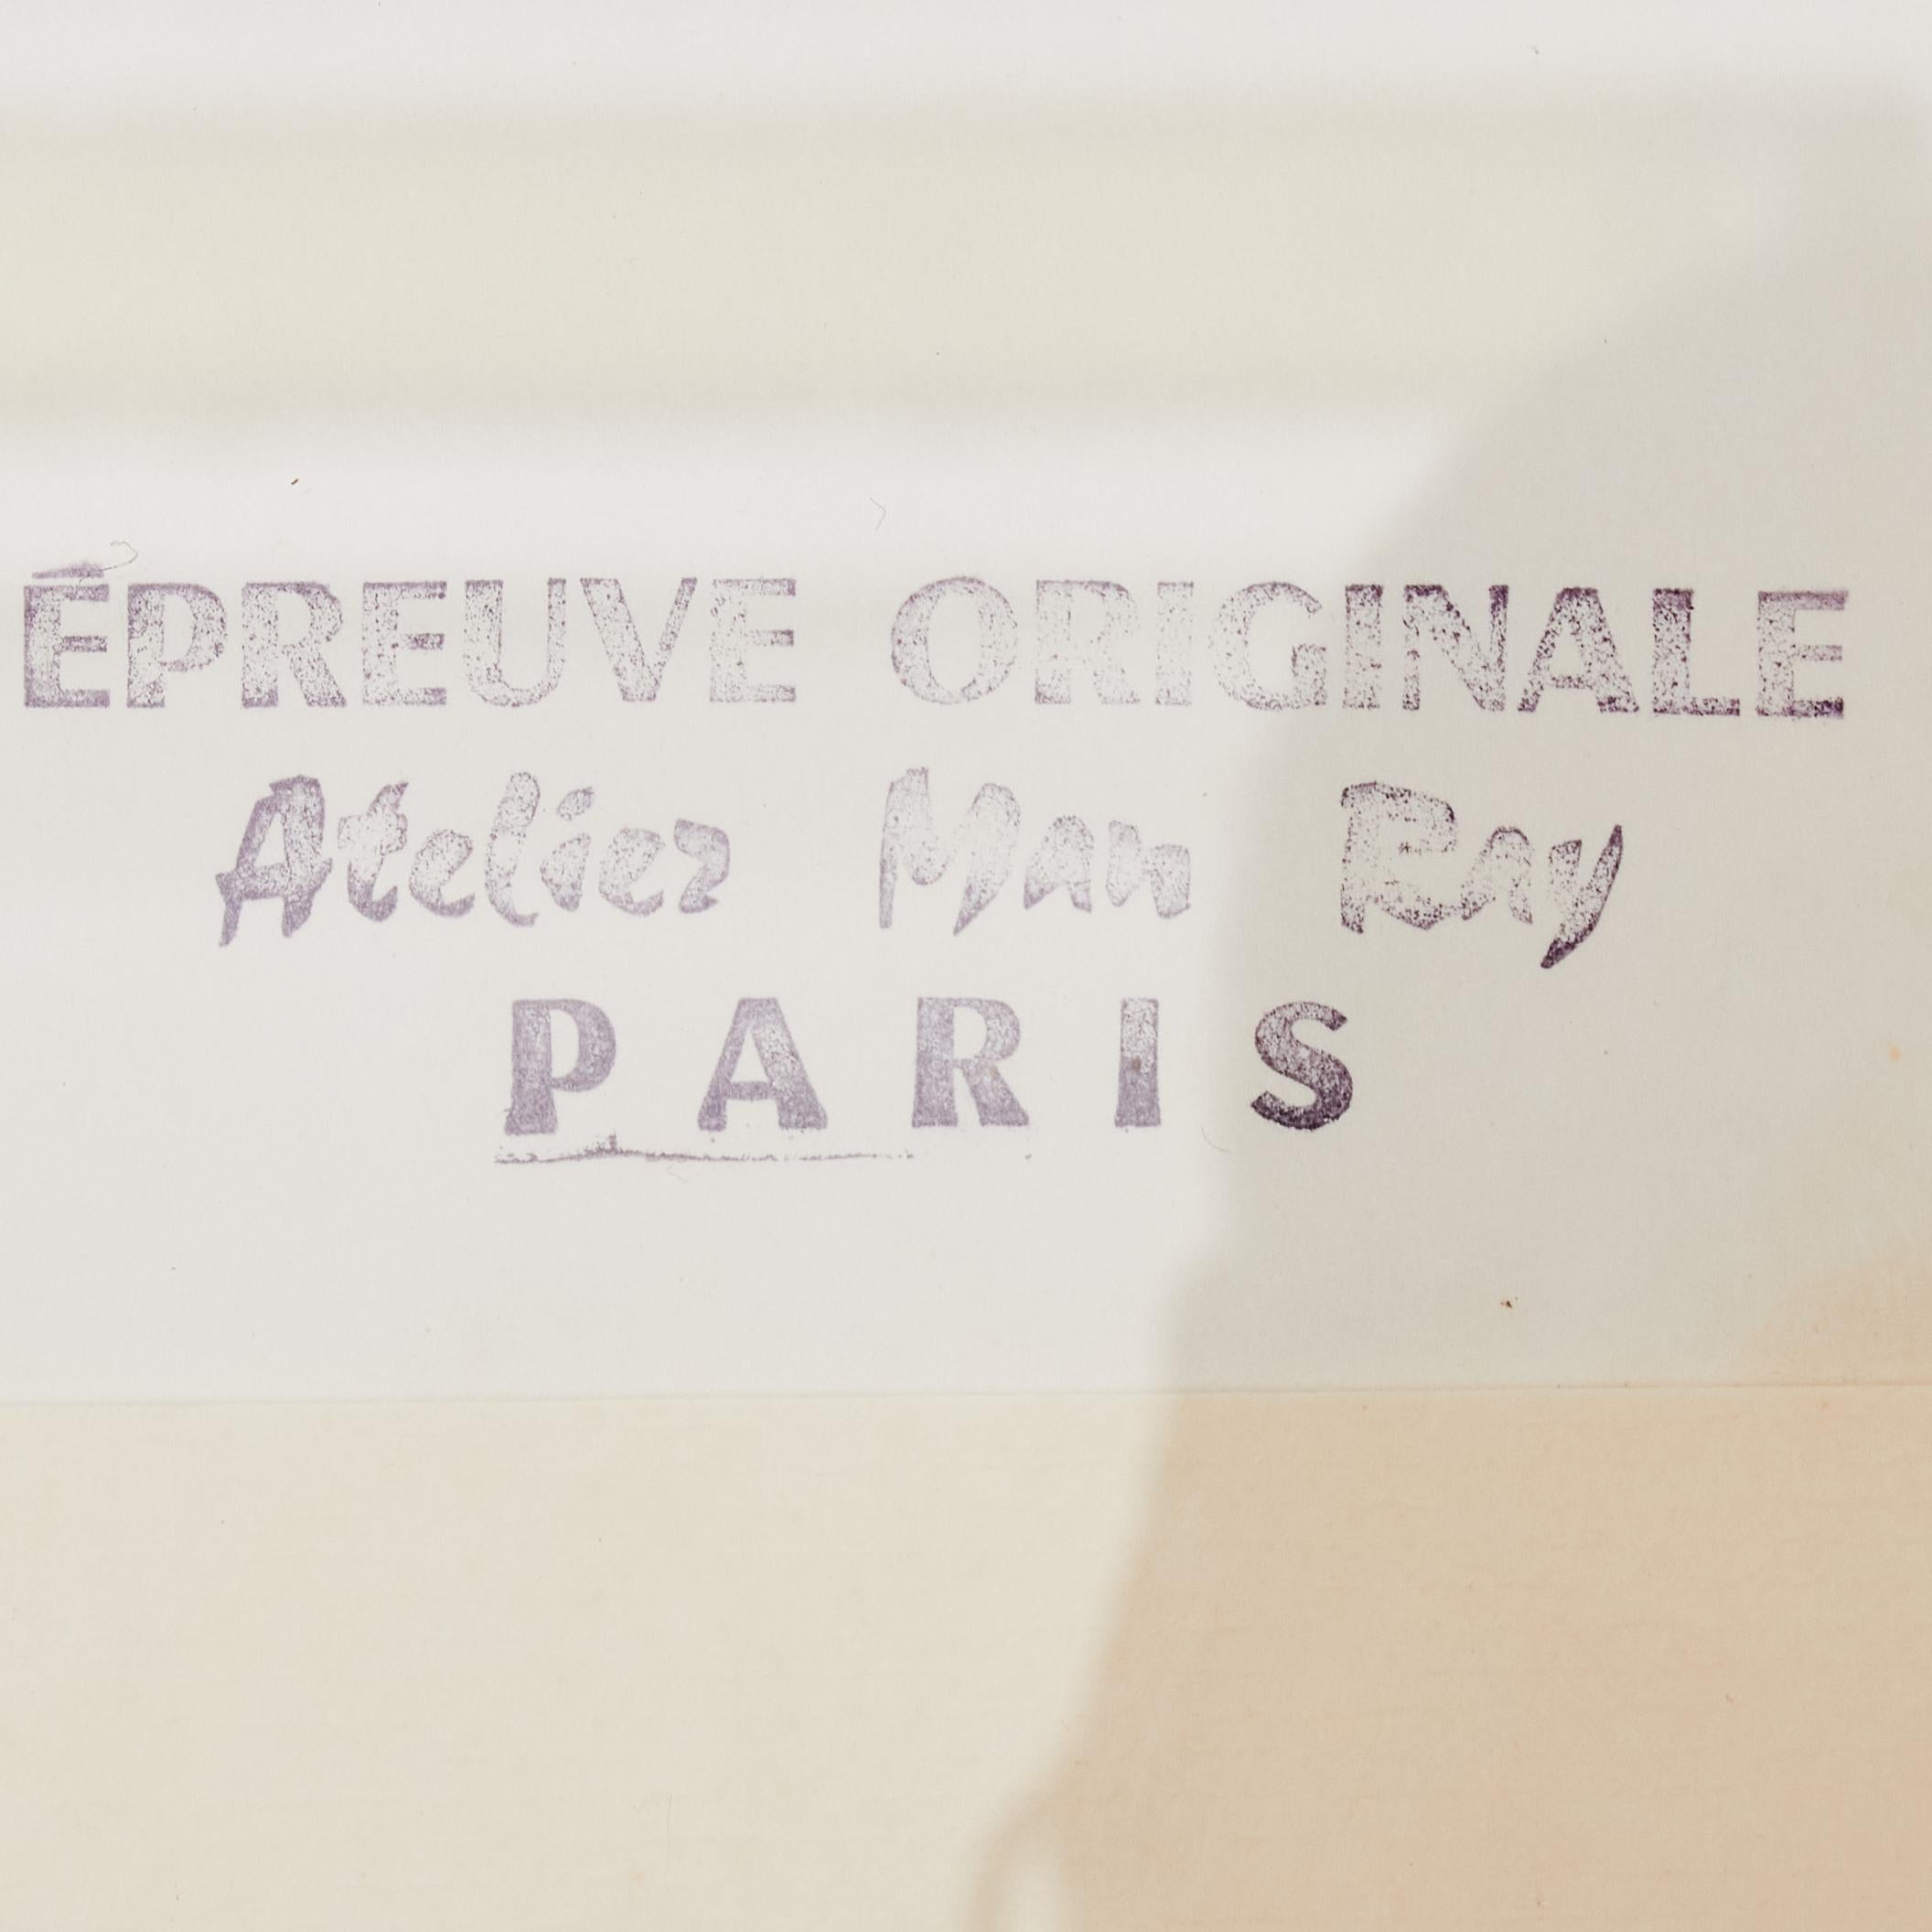 ÉPREUVE ORIGINALE
Atelier Man Ray
PARIS